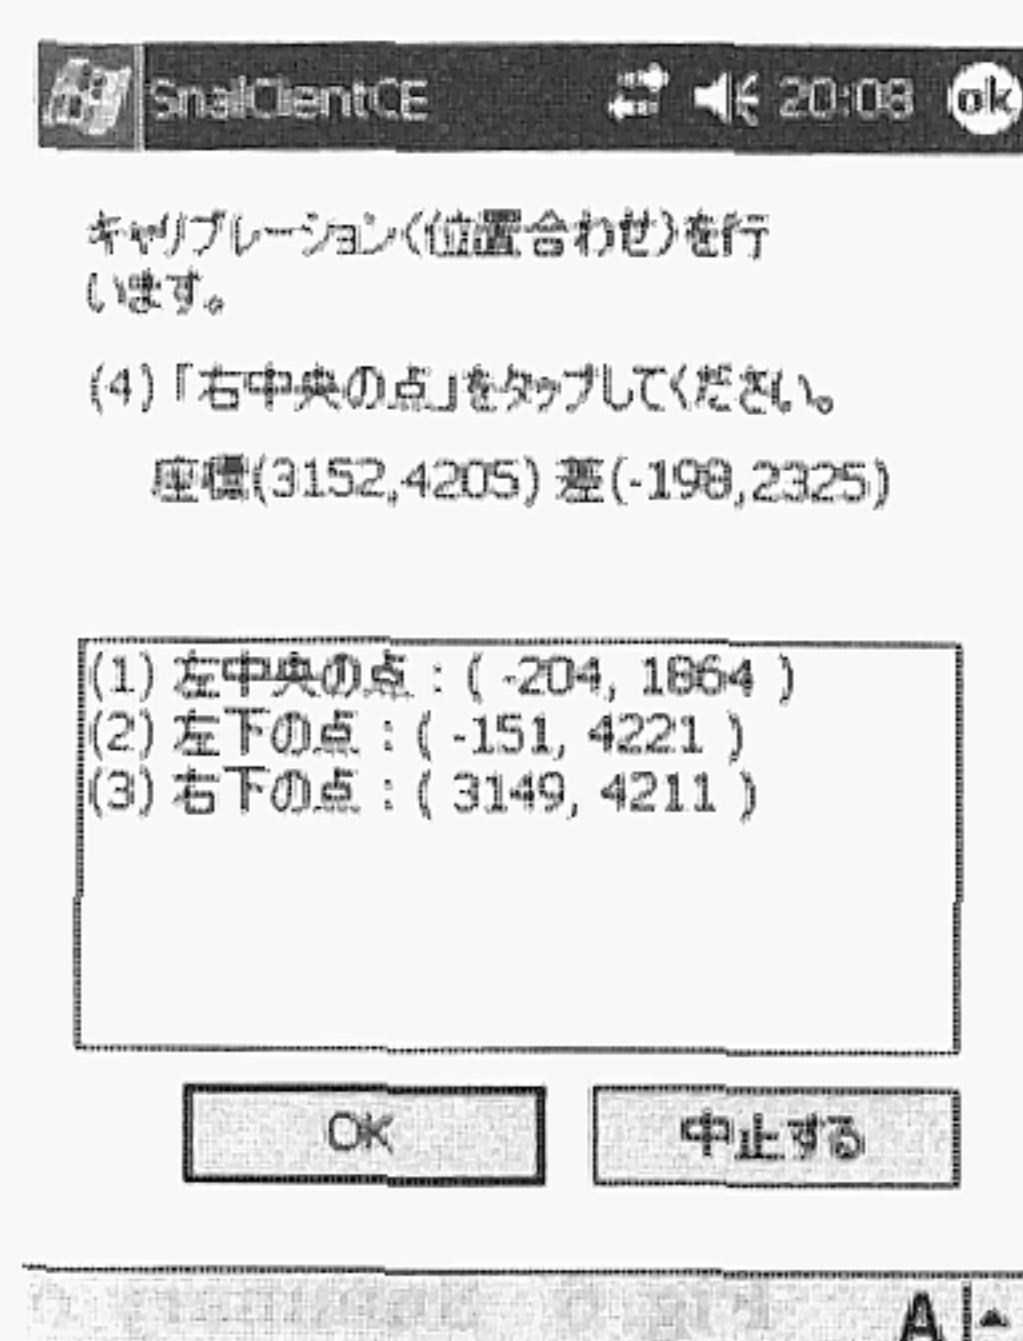 SnalClientCE 20:08 ok
キャリブレーション(位置合わせ)を行
います。
(4)「右中央の点」をタップしてください。
座標(3152,4205) 差(-198,2325)
(1) 左中央の点 : ( -204, 1864 )
(2) 左下の点 : ( -151, 4221 )
(3) 右下の点 : ( 3149, 4211 )
OK 中止する
A